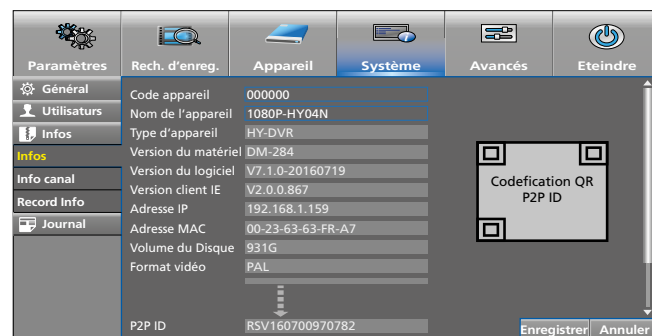 Paramètres Rech. d'enreg. Appareil Système Avancés Eteindre
Général
Utilisaturs
Infos
Infos
Info canal
Record Info
Journal
Code appareil 000000
Nom de l'appareil 1080P-HY04N
Type d'appareil HY-DVR
Version du matériel DM-284
Version du logiciel V7.1.0-20160719
Version client IE V2.0.0.867
Adresse IP 192.168.1.159
Adresse MAC 00-23-63-63-FR-A7
Volume du Disque 931G
Format vidéo PAL
P2P ID RSV160700970782
Codefication QR
P2P ID
Enregistrer Annuler